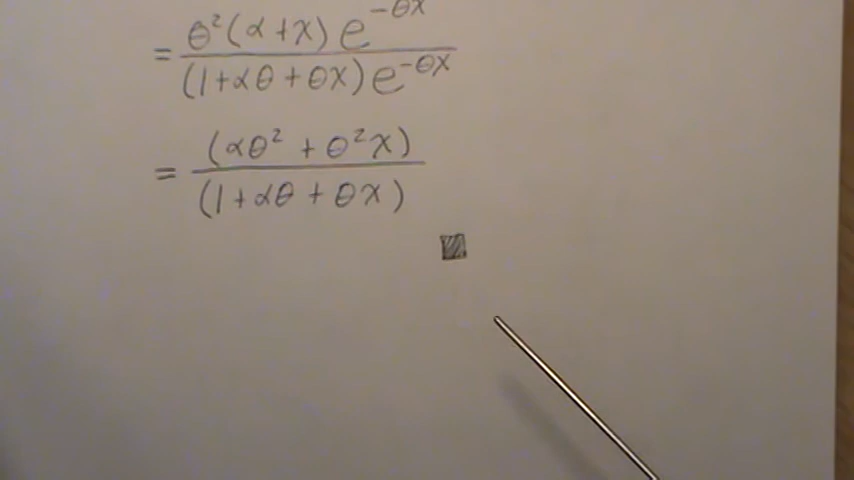 = θ²(α+x) e^{-θx} / (1+αθ+θx) e^{-θx}
= (αθ² + θ²x) / (1+αθ + θx)